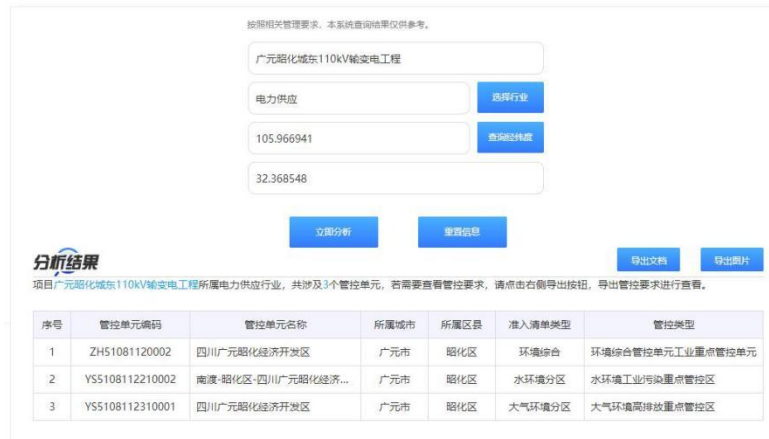 按照相关管理要求，本系统查询结果仅供参考。
广元昭化城东110kV输变电工程
电力供应 选择行业
105.966941 查询经纬度
32.368548
立即分析 重置信息
分析结果 导出文档 导出图片
项目广元昭化城东110kV输变电工程所属电力供应行业，共涉及3个管控单元，若需要查看管控要求，请点击右侧导出按钮，导出管控要求进行查看。
序号 管控单元编码 管控单元名称 所属城市 所属区县 准入清单类型 管控类型
1 ZH51081120002 四川广元昭化经济开发区 广元市 昭化区 环境综合 环境综合管控单元工业重点管控单元
2 YS5108112210002 南渡-昭化区-四川广元昭化经济... 广元市 昭化区 水环境分区 水环境工业污染重点管控区
3 YS5108112310001 四川广元昭化经济开发区 广元市 昭化区 大气环境分区 大气环境高排放重点管控区